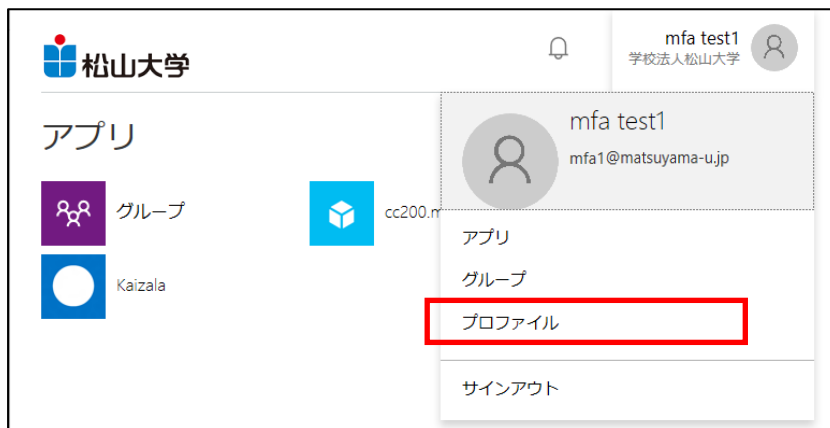 松山大学
mfa test1
学校法人松山大学
アプリ
グループ
cc200.m
Kaizala
mfa test1
mfa1@matsuyama-u.jp
アプリ
グループ
プロファイル
サインアウト